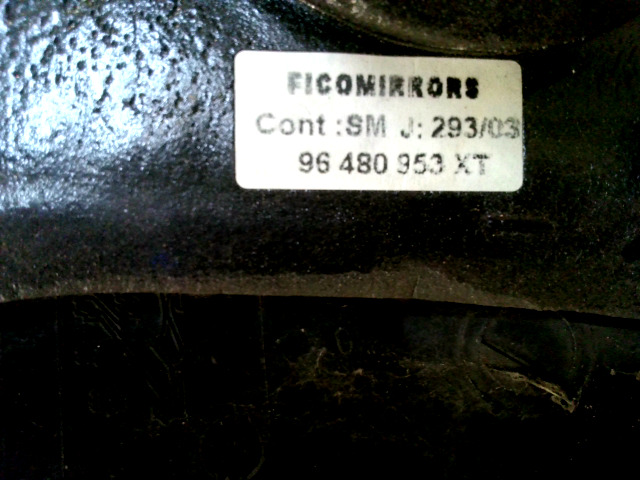 FICOMIRRORS
Cont :SM J: 293/03
96 480 953 XT